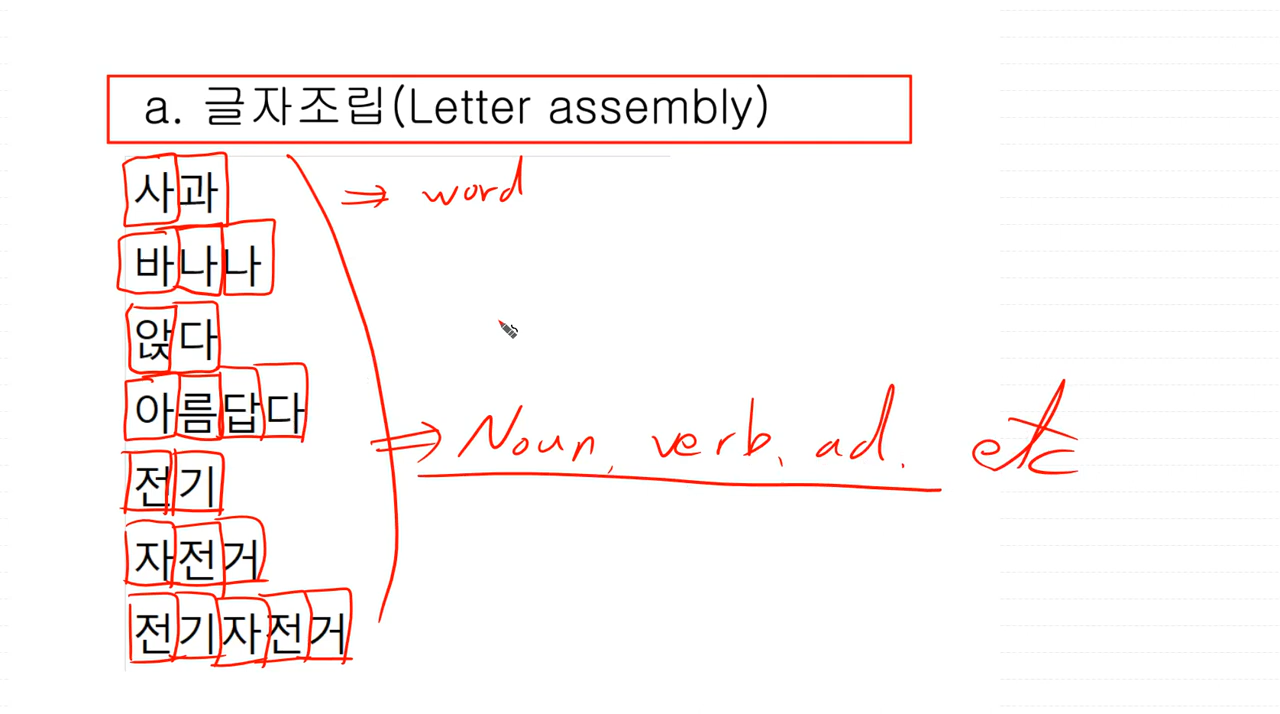 a. 글자조립(Letter assembly)
사과 ⇒ word
바나나
앉다
아름답다 ⇒ Noun, verb, ad. etc
전기
자전거
전기자전거